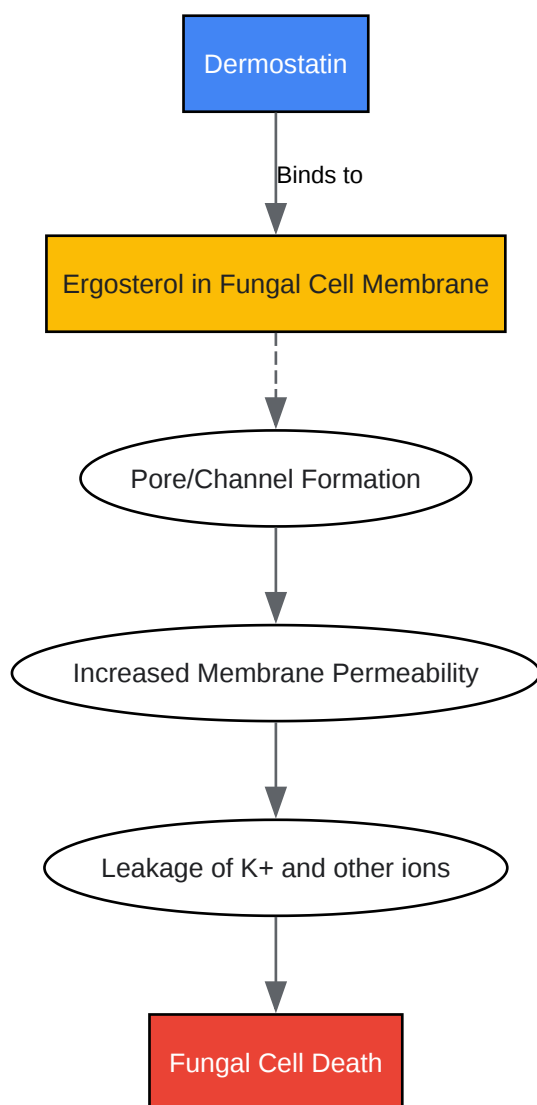 Dermostatin
Binds to
Ergosterol in Fungal Cell Membrane
Pore/Channel Formation
Increased Membrane Permeability
Leakage of K+ and other ions
Fungal Cell Death